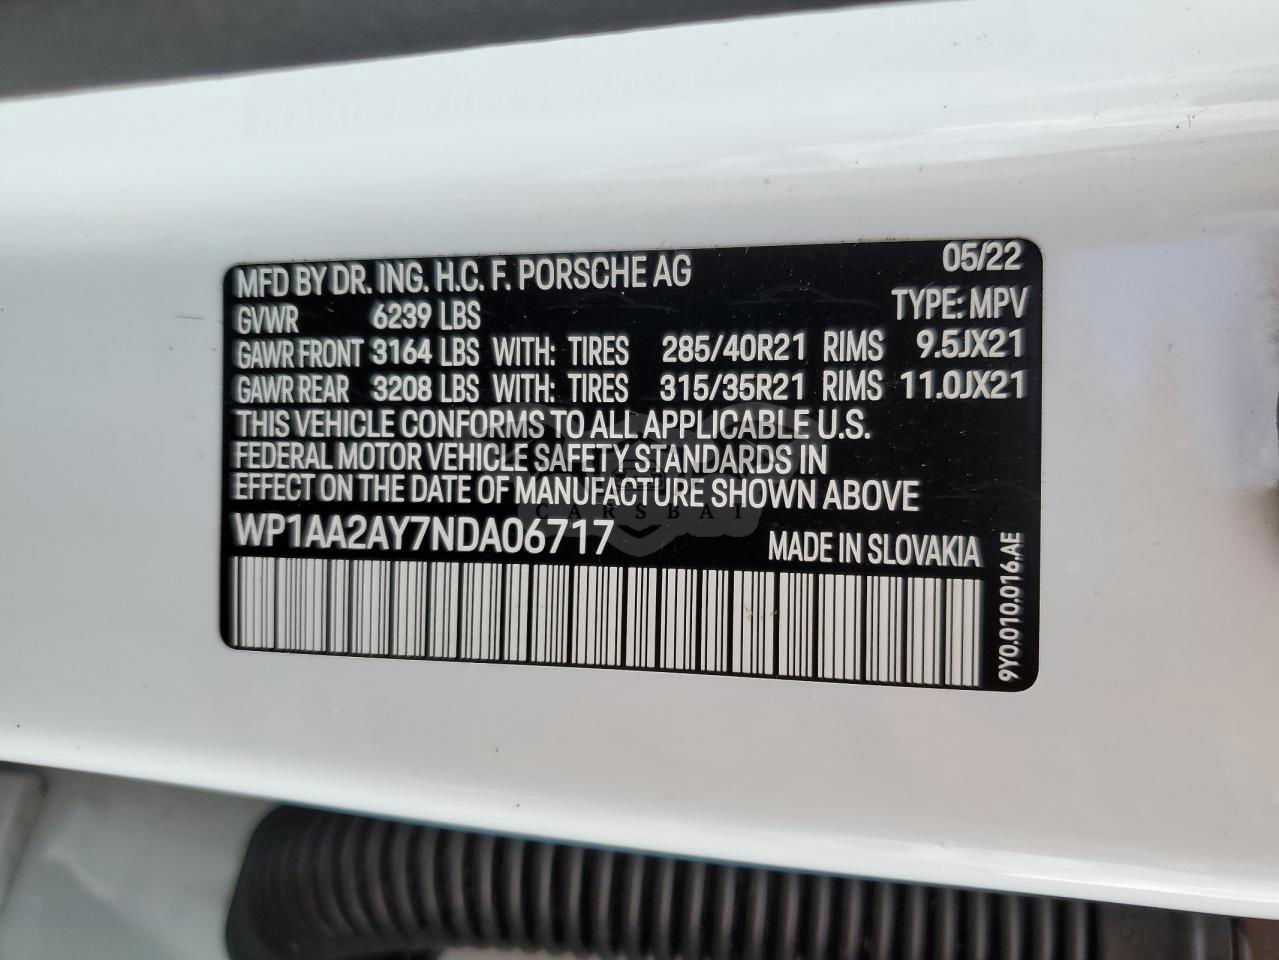 MFD BY DR. ING. H.C. F. PORSCHE AG 05/22
GVWR 6239 LBS TYPE: MPV
GAWR FRONT 3164 LBS WITH: TIRES 285/40R21 RIMS 9.5JX21
GAWR REAR 3208 LBS WITH: TIRES 315/35R21 RIMS 11.0JX21
THIS VEHICLE CONFORMS TO ALL APPLICABLE U.S.
FEDERAL MOTOR VEHICLE SAFETY STANDARDS IN
EFFECT ON THE DATE OF MANUFACTURE SHOWN ABOVE
CARSBAT
WP1AA2AY7NDA06717 MADE IN SLOVAKIA
9Y0.010.016.AE